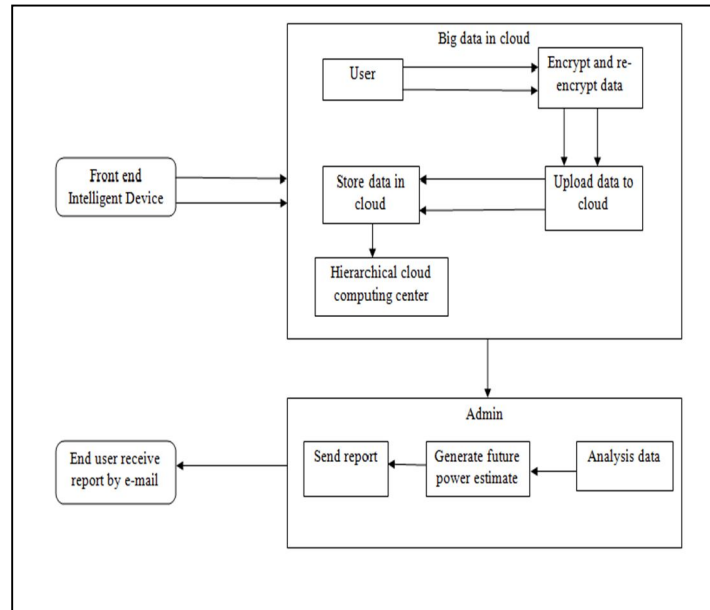 Big data in cloud
User
Encrypt and re-
encrypt data
Front end
Intelligent Device
Store data in
cloud
Upload data to
cloud
Hierarchical cloud
computing center
Admin
End user receive
report by e-mail
Send report
Generate future
power estimate
Analysis data